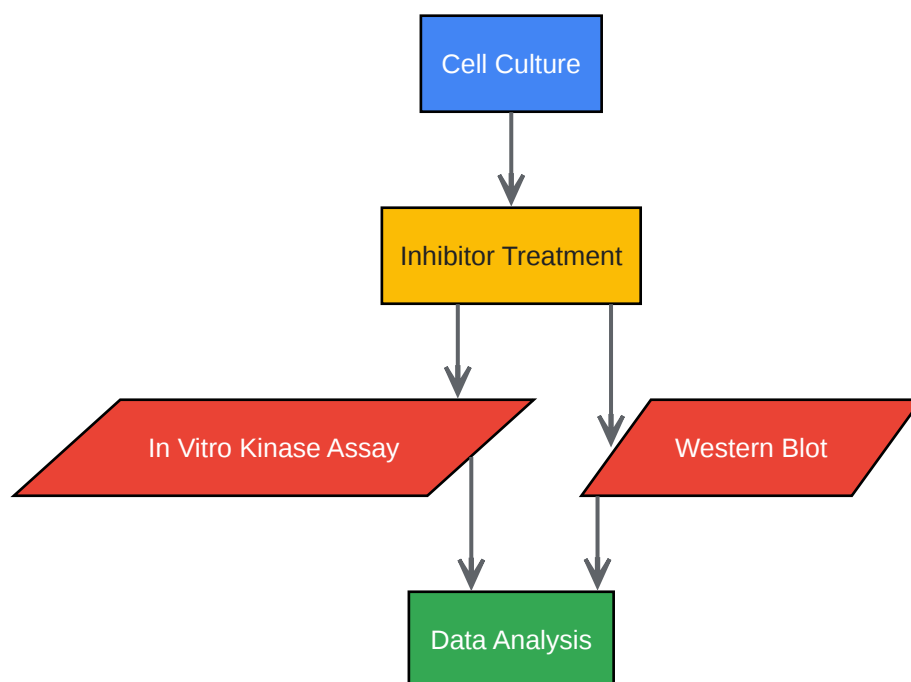 Cell Culture
Inhibitor Treatment
In Vitro Kinase Assay
Western Blot
Data Analysis